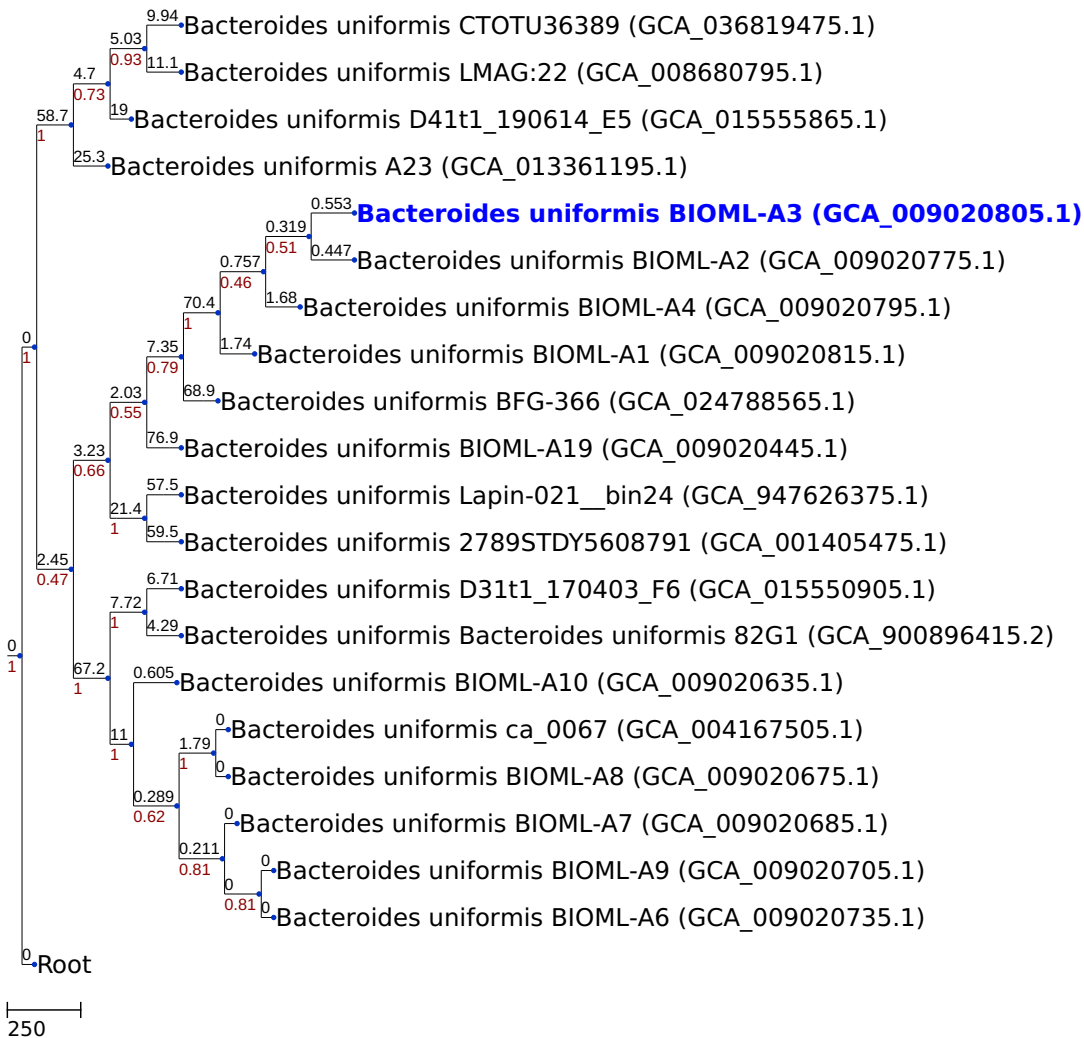 9.94
Bacteroides uniformis CTOTU36389 (GCA_036819475.1)
5.03
0.93
11.1
Bacteroides uniformis LMAG:22 (GCA_008680795.1)
4.7
0.73
19
Bacteroides uniformis D41t1_190614_E5 (GCA_015555865.1)
58.7
1
25.3
Bacteroides uniformis A23 (GCA_013361195.1)
0.553
Bacteroides uniformis BIOML-A3 (GCA_009020805.1)
0.319
0.51
0.447
Bacteroides uniformis BIOML-A2 (GCA_009020775.1)
0.757
0.46
1.68
Bacteroides uniformis BIOML-A4 (GCA_009020795.1)
70.4
1
1.74
Bacteroides uniformis BIOML-A1 (GCA_009020815.1)
0
1
7.35
0.79
68.9
Bacteroides uniformis BFG-366 (GCA_024788565.1)
2.03
0.55
76.9
Bacteroides uniformis BIOML-A19 (GCA_009020445.1)
3.23
0.66
57.5
Bacteroides uniformis Lapin-021__bin24 (GCA_947626375.1)
21.4
1
59.5
Bacteroides uniformis 2789STDY5608791 (GCA_001405475.1)
2.45
0.47
6.71
Bacteroides uniformis D31t1_170403_F6 (GCA_015550905.1)
7.72
1
4.29
Bacteroides uniformis Bacteroides uniformis 82G1 (GCA_900896415.2)
0
1
67.2
1
0.605
Bacteroides uniformis BIOML-A10 (GCA_009020635.1)
0
Bacteroides uniformis ca_0067 (GCA_004167505.1)
11
1
1.79
1
0
Bacteroides uniformis BIOML-A8 (GCA_009020675.1)
0.289
0.62
0
Bacteroides uniformis BIOML-A7 (GCA_009020685.1)
0.211
0.81
0
Bacteroides uniformis BIOML-A9 (GCA_009020705.1)
0
0.81
0
Bacteroides uniformis BIOML-A6 (GCA_009020735.1)
0
Root
250